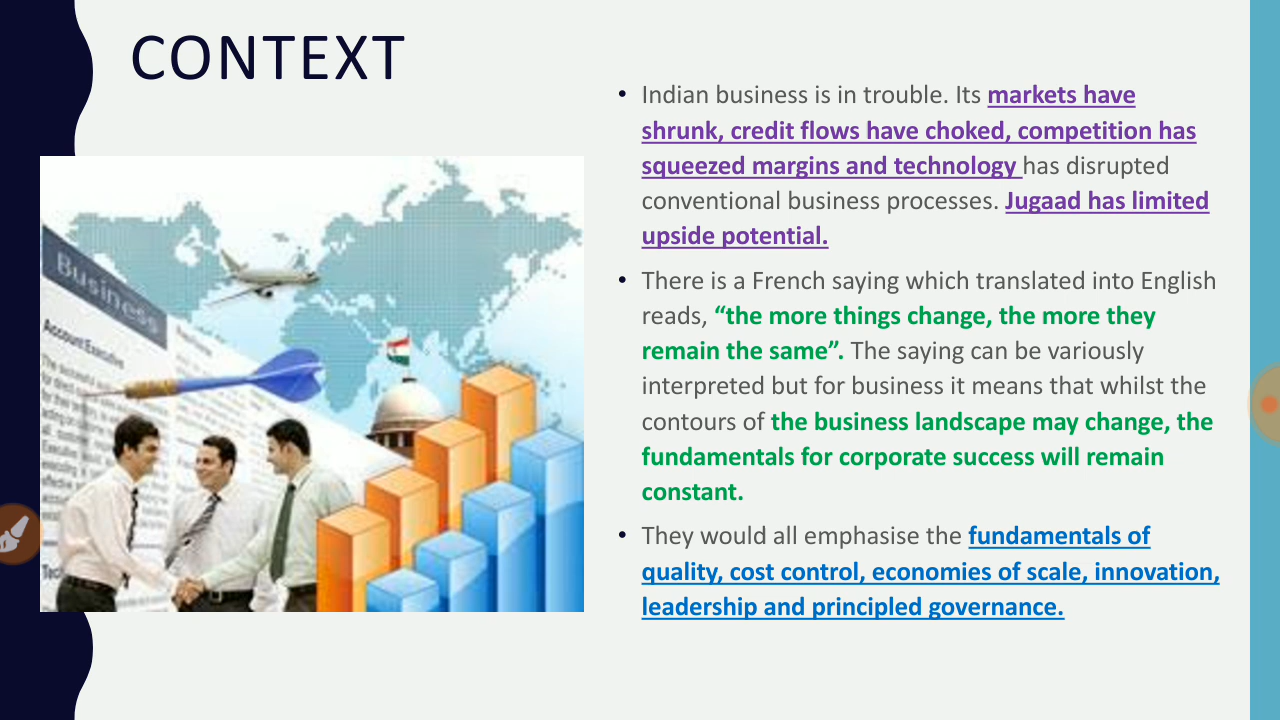 CONTEXT
• Indian business is in trouble. Its markets have
shrunk, credit flows have choked, competition has
squeezed margins and technology has disrupted
conventional business processes. Jugaad has limited
upside potential.
• There is a French saying which translated into English
reads, “the more things change, the more they
remain the same”. The saying can be variously
interpreted but for business it means that whilst the
contours of the business landscape may change, the
fundamentals for corporate success will remain
constant.
• They would all emphasise the fundamentals of
quality, cost control, economies of scale, innovation,
leadership and principled governance.
Business
Account Executive